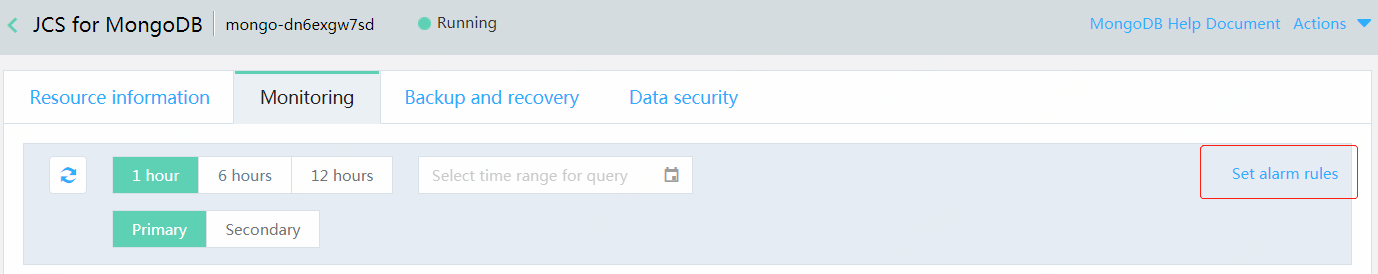 JCS for MongoDB mongo-dn6exgw7sd Running MongoDB Help Document Actions
Resource information Monitoring Backup and recovery Data security
1 hour 6 hours 12 hours Select time range for query Set alarm rules
Primary Secondary